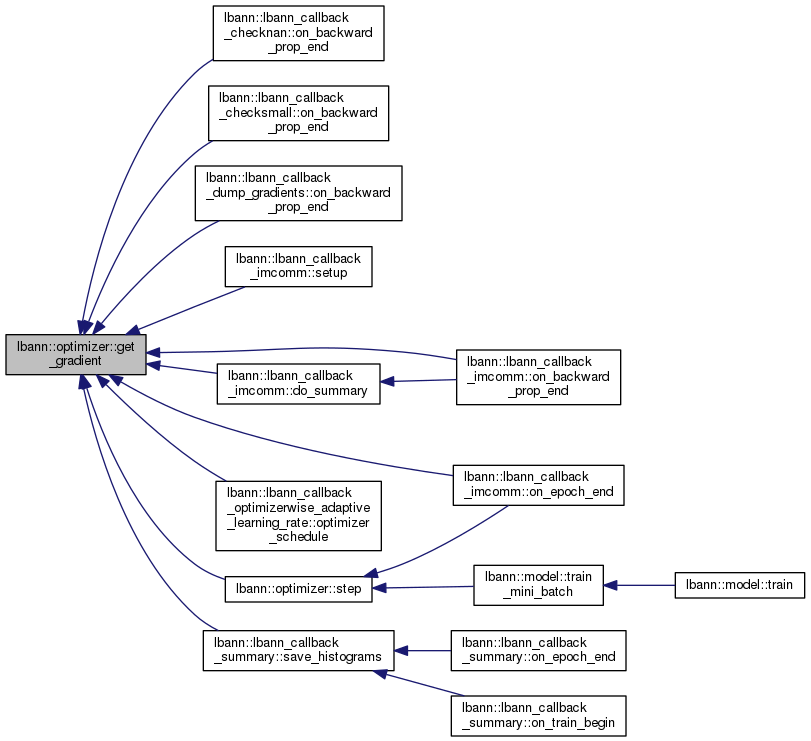 lbann::lbann_callback
_checknan::on_backward
_prop_end
lbann::lbann_callback
_checksmall::on_backward
_prop_end
lbann::lbann_callback
_dump_gradients::on_backward
_prop_end
lbann::lbann_callback
_imcomm::setup
lbann::optimizer::get
_gradient
lbann::lbann_callback
_imcomm::do_summary
lbann::lbann_callback
_imcomm::on_backward
_prop_end
lbann::lbann_callback
_imcomm::on_epoch_end
lbann::lbann_callback
_optimizerwise_adaptive
_learning_rate::optimizer
_schedule
lbann::optimizer::step
lbann::model::train
_mini_batch
lbann::model::train
lbann::lbann_callback
_summary::save_histograms
lbann::lbann_callback
_summary::on_epoch_end
lbann::lbann_callback
_summary::on_train_begin